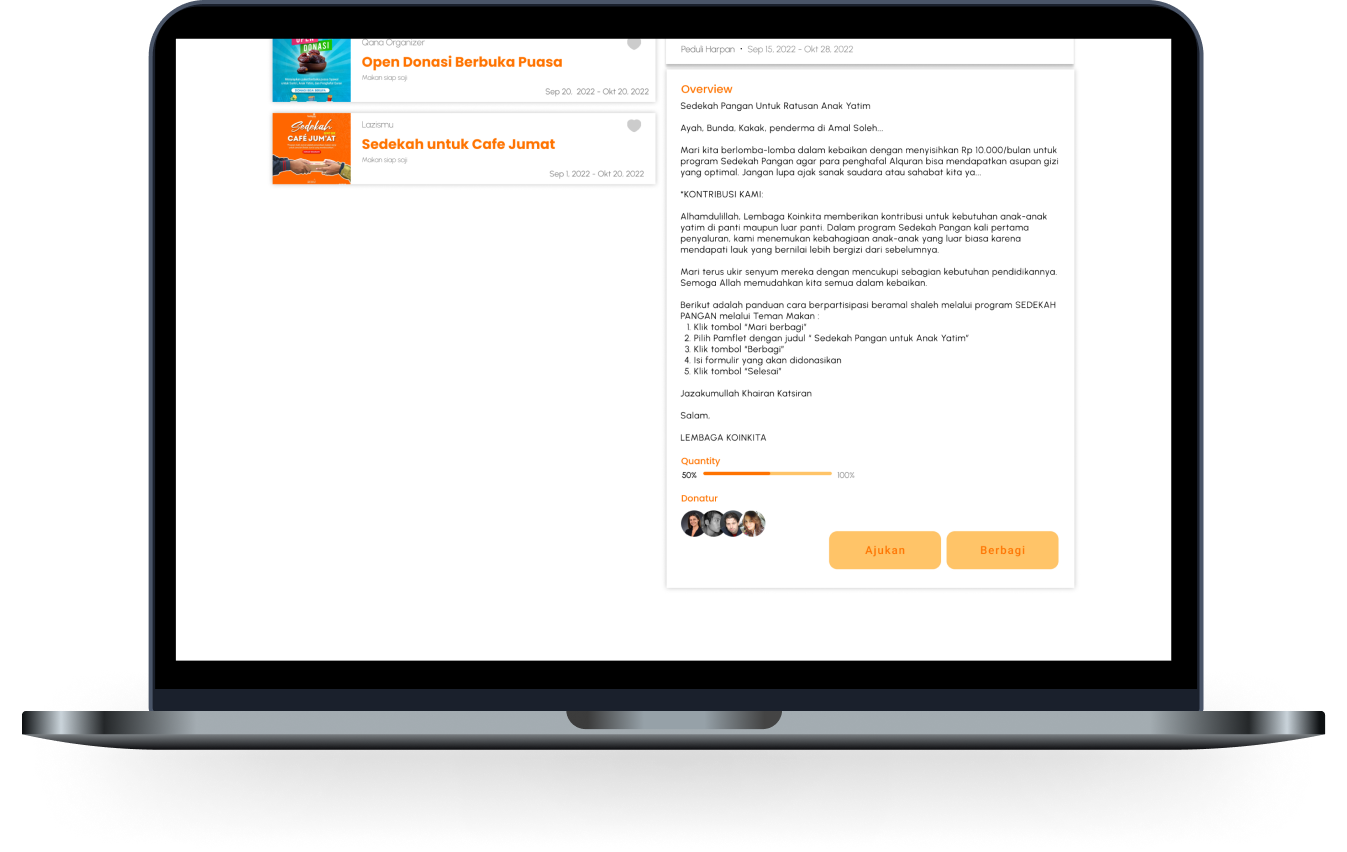 Qana Organizer
OPEN
DONASI
Open Donasi Berbuka Puasa
Makan siap saji
Sep 20, 2022 - Okt 20, 2022
Lazismu
Sedekah
CAFÉ JUM'AT
Sedekah untuk Cafe Jumat
Makan siap saji
Sep 1, 2022 - Okt 20, 2022
Peduli Harpan • Sep 15, 2022 - Okt 28, 2022
Overview
Sedekah Pangan Untuk Ratusan Anak Yatim
Ayah, Bunda, Kakak, penderma di Amal Soleh...
Mari kita berlomba-lomba dalam kebaikan dengan menyisihkan Rp 10.000/bulan untuk
program Sedekah Pangan agar para penghafal Alquran bisa mendapatkan asupan gizi
yang optimal. Jangan lupa ajak sanak saudara atau sahabat kita ya...
*KONTRIBUSI KAMI:
Alhamdulillah, Lembaga Koinkita memberikan kontribusi untuk kebutuhan anak-anak
yatim di panti maupun luar panti. Dalam program Sedekah Pangan kali pertama
penyaluran, kami menemukan kebahagiaan anak-anak yang luar biasa karena
mendapati lauk yang bernilai lebih bergizi dari sebelumnya.
Mari terus ukir senyum mereka dengan mencukupi sebagian kebutuhan pendidikannya.
Semoga Allah memudahkan kita semua dalam kebaikan.
Berikut adalah panduan cara berpartisipasi beramal shaleh melalui program SEDEKAH
PANGAN melalui Teman Makan :
1. Klik tombol "Mari berbagi"
2. Pilih Pamflet dengan judul " Sedekah Pangan untuk Anak Yatim"
3. Klik tombol "Berbagi"
4. Isi formulir yang akan didonasikan
5. Klik tombol "Selesai"
Jazakumullah Khairan Katsiran
Salam,
LEMBAGA KOINKITA
Quantity
50% 100%
Donatur
Ajukan Berbagi